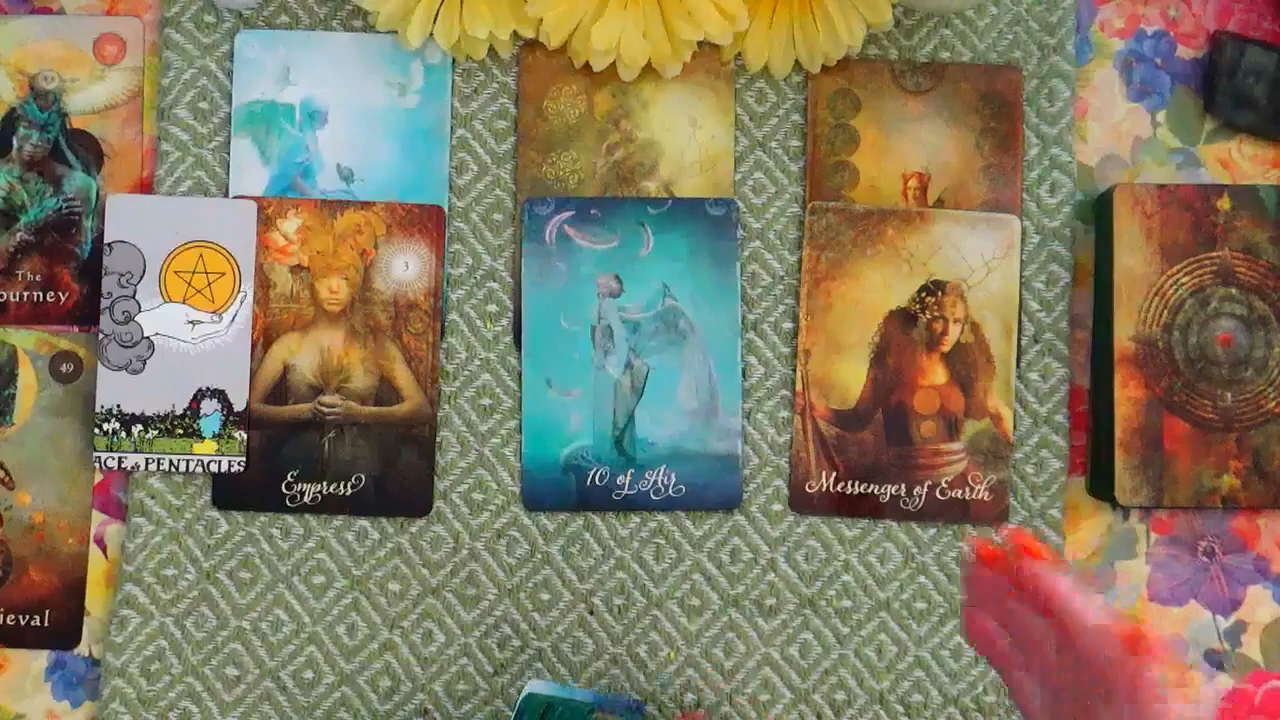 The
ourney
49
ieval
ACE of PENTACLES
3
Empress
10 of Air
Messenger of Earth